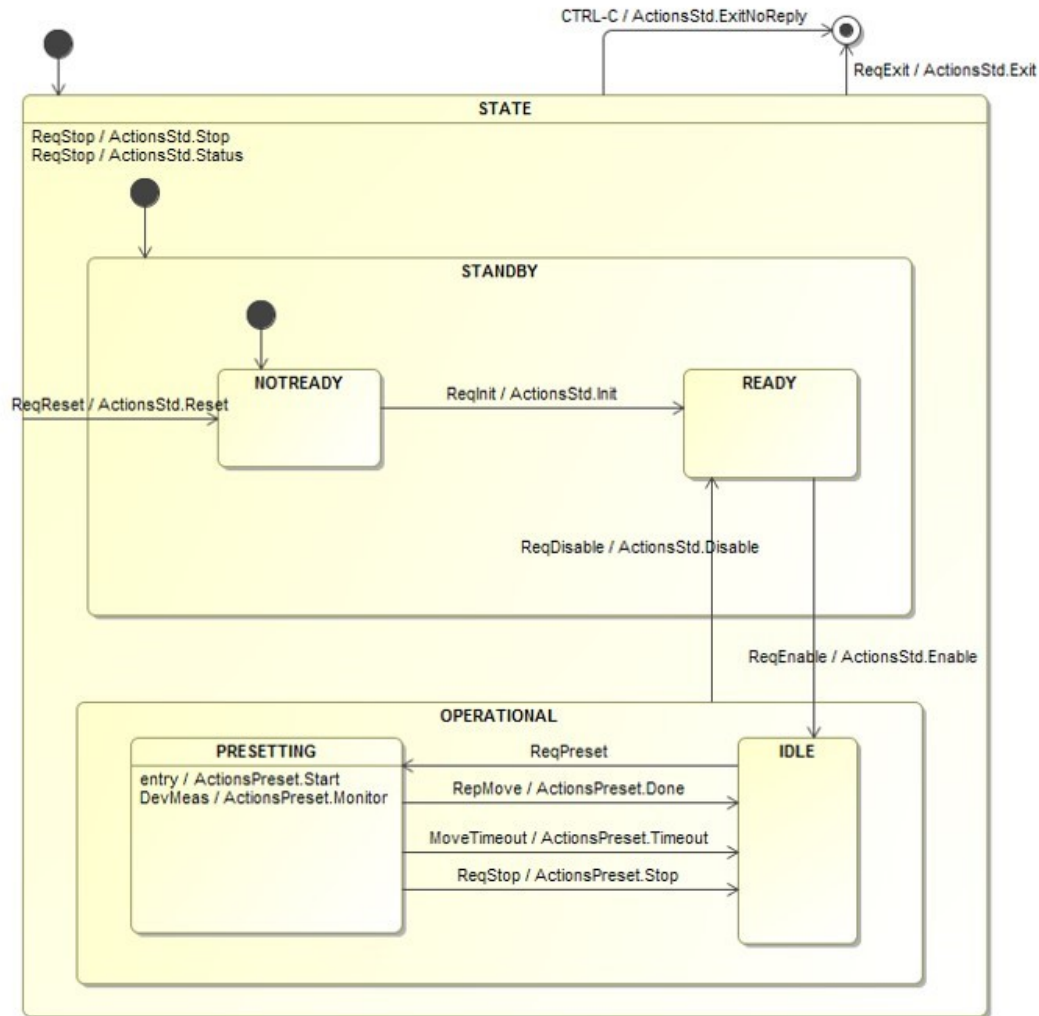 CTRL-C / ActionsStd.ExitNoReply
ReqExit / ActionsStd.Exit
STATE
ReqStop / ActionsStd.Stop
ReqStop / ActionsStd.Status
STANDBY
NOTREADY
READY
ReqReset / ActionsStd.Reset
ReqInit / ActionsStd.Init
ReqDisable / ActionsStd.Disable
ReqEnable / ActionsStd.Enable
OPERATIONAL
PRESETTING
entry / ActionsPreset.Start
DevMeas / ActionsPreset.Monitor
ReqPreset
IDLE
RepMove / ActionsPreset.Done
MoveTimeout / ActionsPreset.Timeout
ReqStop / ActionsPreset.Stop